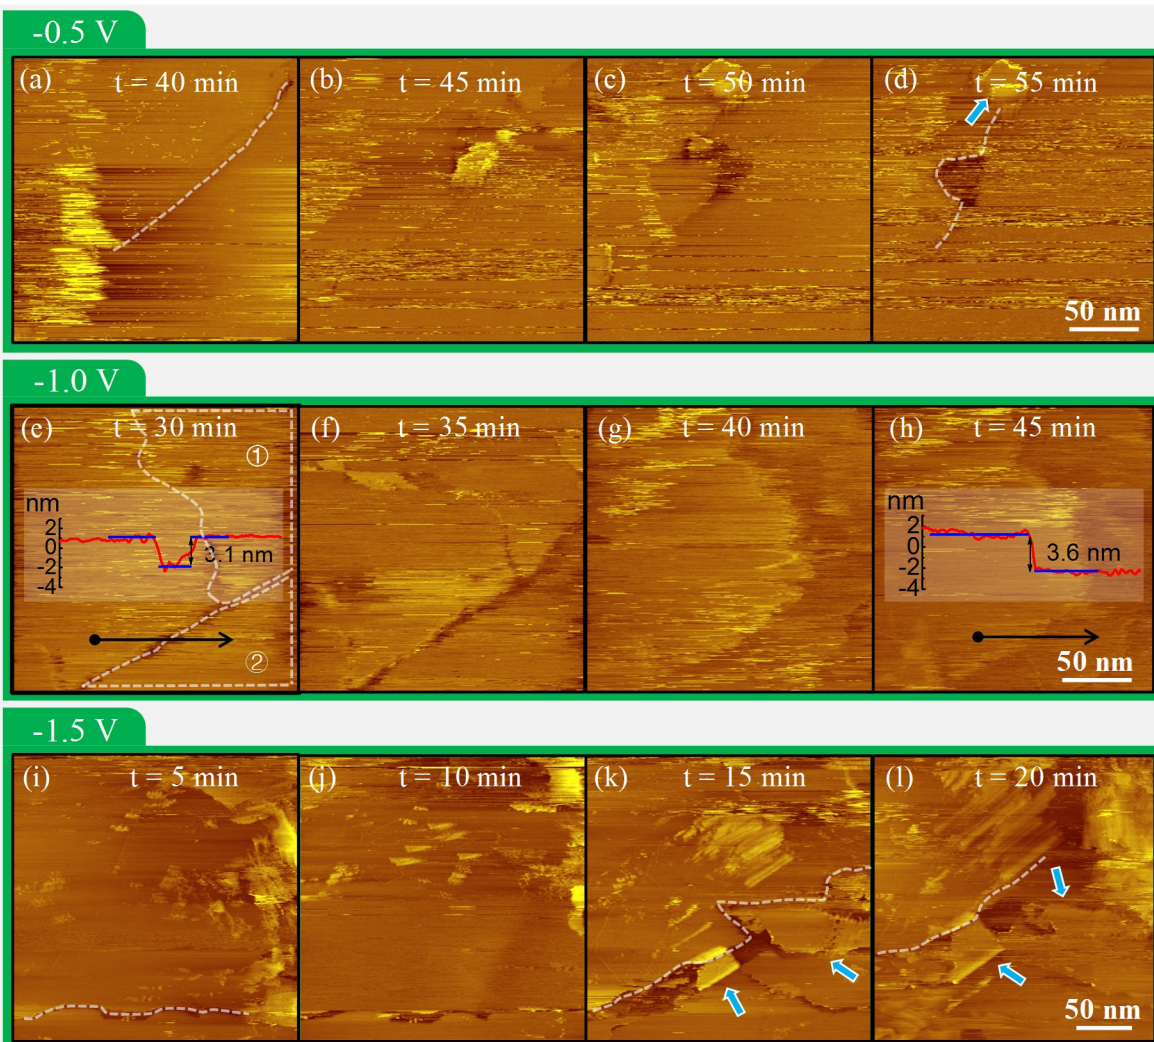 -0.5 V
(a) t = 40 min
(b) t = 45 min
(c) t = 50 min
(d) t = 55 min
50 nm
-1.0 V
(e) t = 30 min
①
nm
2
0
-2
-4
3.1 nm
②
(f) t = 35 min
(g) t = 40 min
(h) t = 45 min
nm
2
0
-2
-4
3.6 nm
50 nm
-1.5 V
(i) t = 5 min
(j) t = 10 min
(k) t = 15 min
(l) t = 20 min
50 nm